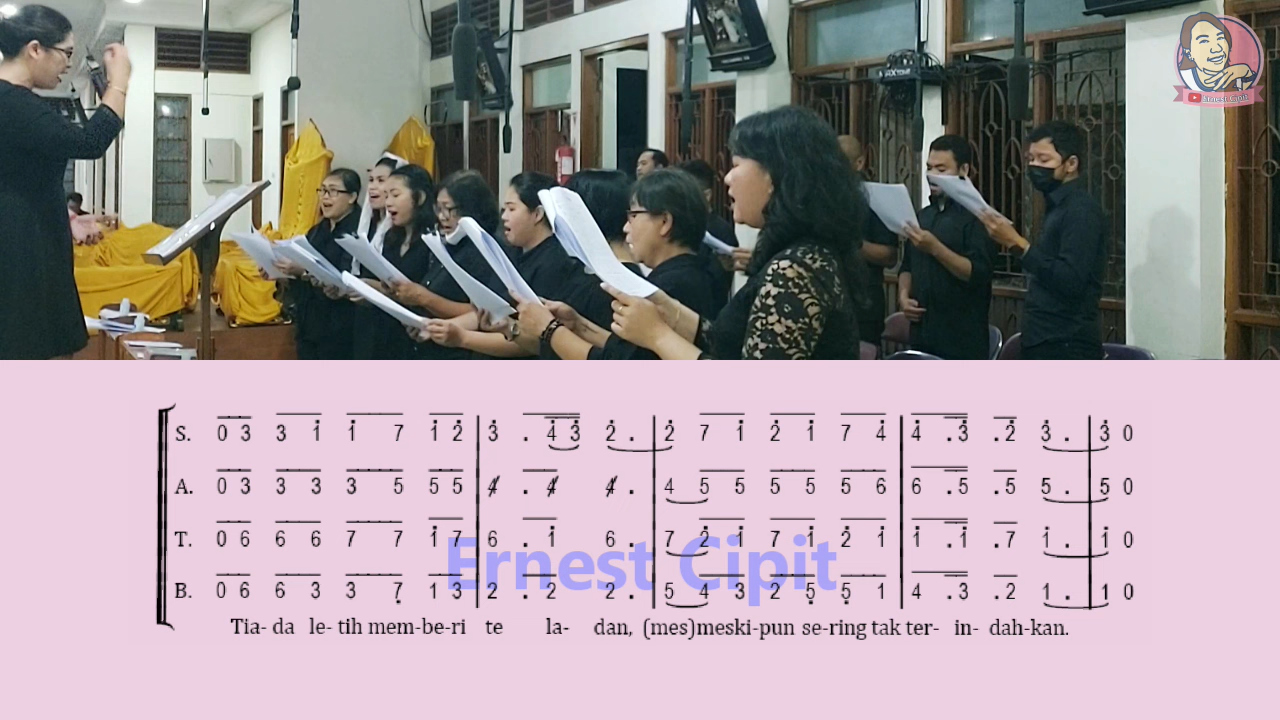 Ernest Cipit
S. 0 3 3 1̇ 1̇ 7 1̇ 2̇ | 3̇ . 4̇ 3̇ 2̇ . | 2̇ 7 1̇ 2̇ 1̇ 7 4̇ | 4̇ .3̇ .2̇ 3̇ . | 3̇ 0
A. 0 3 3 3 3 5 5 5 | 4̸ . 4̸ 4̸ . | 4 5 5 5 5 5 6 | 6 .5 .5 5 . | 5 0
T. 0 6 6 6 7 7 1̇ 7 | 6 . 1̇ 6 . | 7 2̇ 1̇ 7 1̇ 2̇ 1̇ | 1̇ .1̇ .7 1̇ . | 1̇ 0
Ernest Cipit
B. 0 6 6 3 3 7̣ 1 3 | 2 . 2 2 . | 5 4 3 2 5̣ 5̣ 1 | 4 .3 .2 1 . | 1 0
Tia- da le- tih mem-be-ri te la- dan, (mes)meski-pun se-ring tak ter- in- dah-kan.